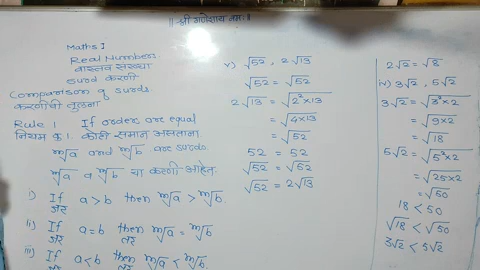 ॥ श्री गणेशाय नमः ॥
Maths I
Real Numbers
वास्तव संख्या
Surd करणी
Comparison of surds
करणीची तुलना
Rule 1 If order are equal
नियम क्र 1. कोटी समान असताना.
ᵐ√a and ᵐ√b are surds
ᵐ√a व ᵐ√b या करणी आहेत.
i) If a > b then ᵐ√a > ᵐ√b.
जर
ii) If a = b then ᵐ√a = ᵐ√b
जर तर
iii) If a < b then ᵐ√a < ᵐ√b.
जर तर
v) √52 , 2√13
√52 = √52
2√13 = √2²×13
= √4×13
= √52
52 = 52
√52 = √52
√52 = 2√13
2√2 = √8
iv) 3√2 , 5√2
3√2 = √3²×2
= √9×2
= √18
5√2 = √5²×2
= √25×2
= √50
18 < 50
√18 < √50
3√2 < 5√2